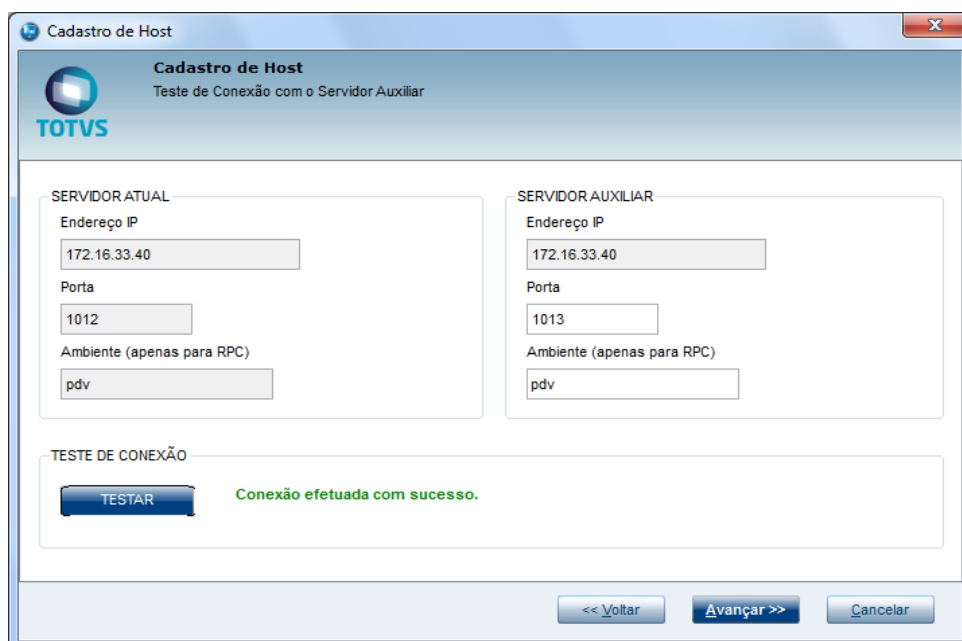 Cadastro de Host
Cadastro de Host
Teste de Conexão com o Servidor Auxiliar
TOTVS
SERVIDOR ATUAL
Endereço IP
172.16.33.40
Porta
1012
Ambiente (apenas para RPC)
pdv
SERVIDOR AUXILIAR
Endereço IP
172.16.33.40
Porta
1013
Ambiente (apenas para RPC)
pdv
TESTE DE CONEXÃO
TESTAR
Conexão efetuada com sucesso.
<< Voltar
Avançar >>
Cancelar